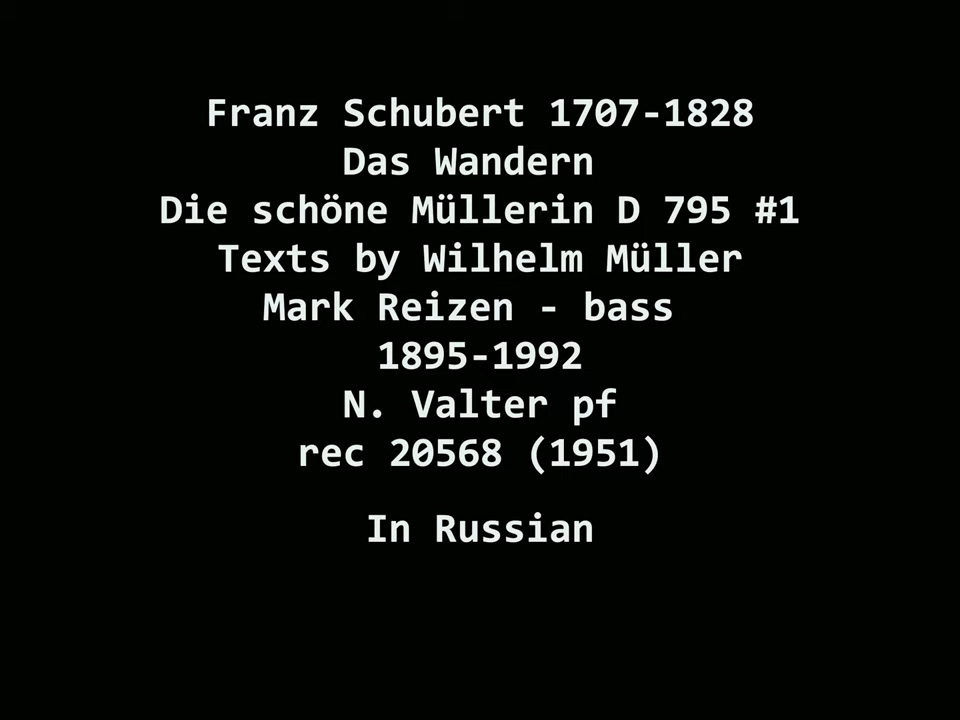 Franz Schubert 1707-1828
Das Wandern
Die schöne Müllerin D 795 #1
Texts by Wilhelm Müller
Mark Reizen - bass
1895-1992
N. Valter pf
rec 20568 (1951)
In Russian